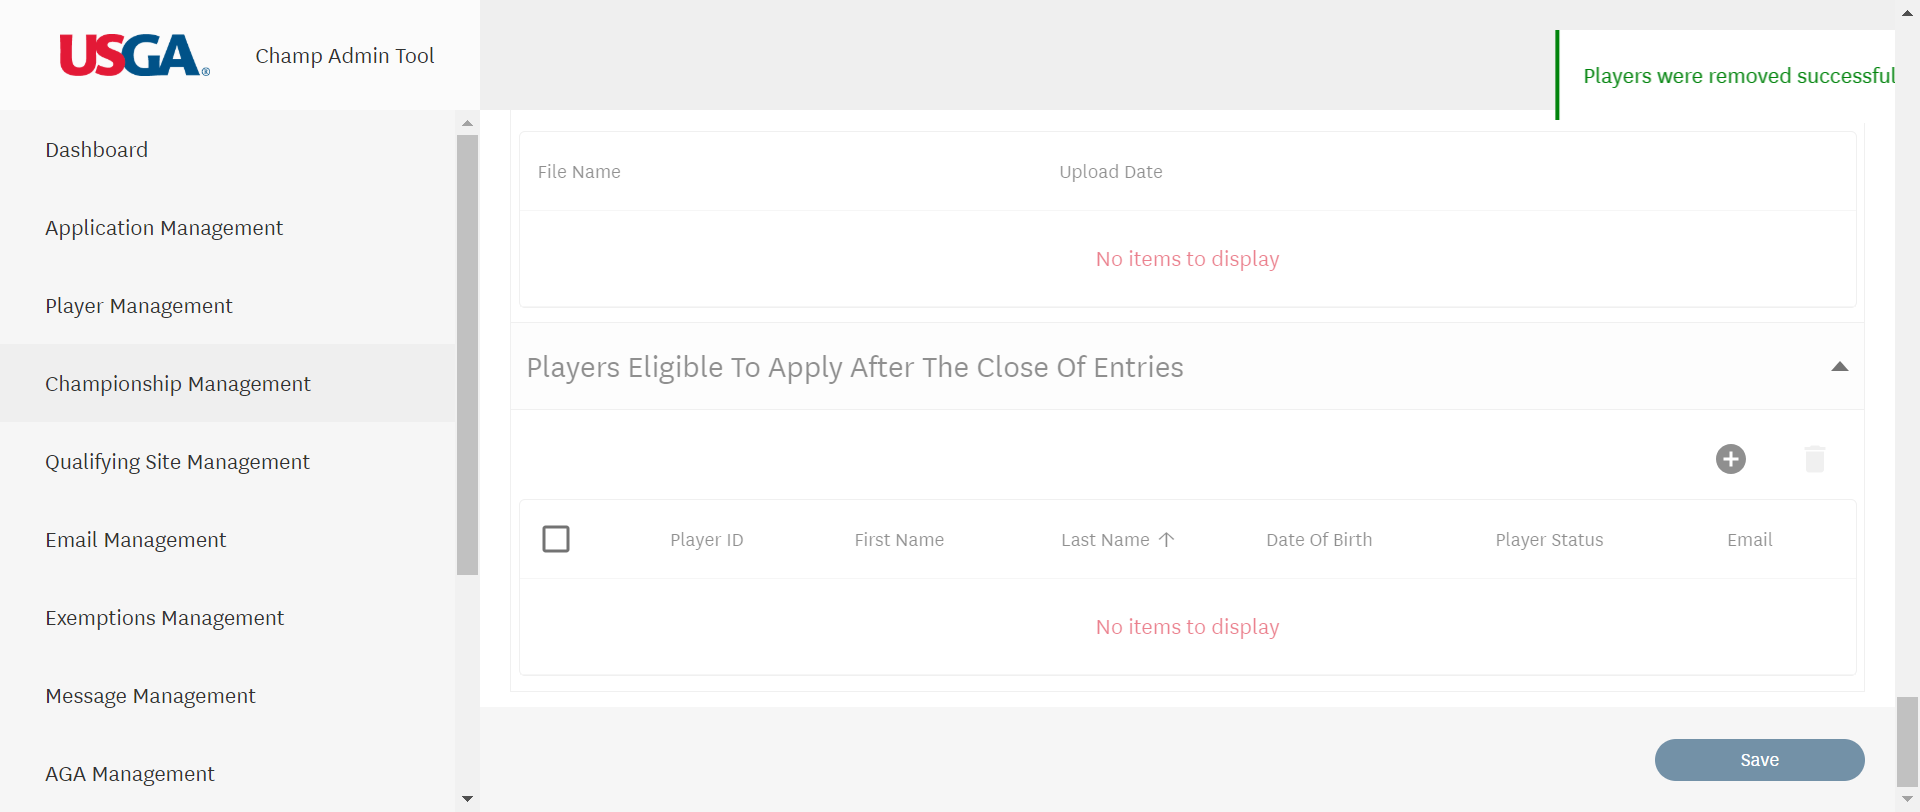 USGA®
Champ Admin Tool
Players were removed successful
Dashboard
Application Management
Player Management
Championship Management
Qualifying Site Management
Email Management
Exemptions Management
Message Management
AGA Management
File Name
Upload Date
No items to display
Players Eligible To Apply After The Close Of Entries
Player ID
First Name
Last Name
Date Of Birth
Player Status
Email
No items to display
Save